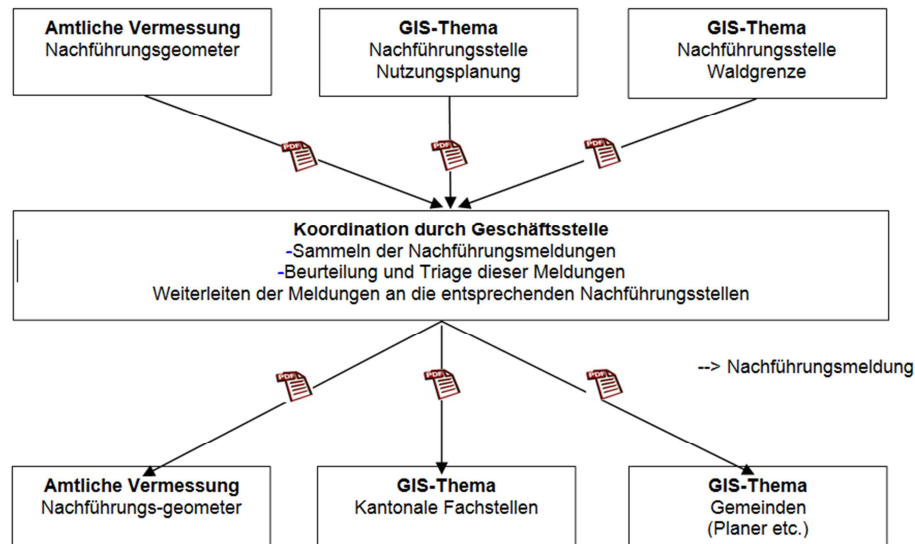 Amtliche Vermessung
Nachführungsgeometer
GIS-Thema
Nachführungsstelle
Nutzungsplanung
GIS-Thema
Nachführungsstelle
Waldgrenze
PDF
PDF
PDF
Koordination durch Geschäftsstelle
-Sammeln der Nachführungsmeldungen
-Beurteilung und Triage dieser Meldungen
Weiterleiten der Meldungen an die entsprechenden Nachführungsstellen
--> Nachführungsmeldung
PDF
PDF
PDF
Amtliche Vermessung
Nachführungs-geometer
GIS-Thema
Kantonale Fachstellen
GIS-Thema
Gemeinden
(Planer etc.)